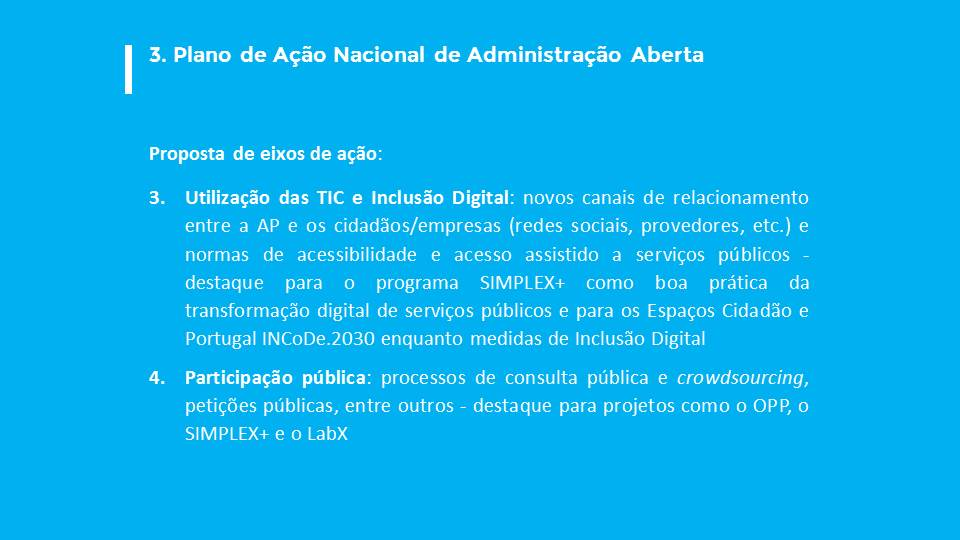 3. Plano de Ação Nacional de Administração Aberta
Proposta de eixos de ação:
3. Utilização das TIC e Inclusão Digital: novos canais de relacionamento
entre a AP e os cidadãos/empresas (redes sociais, provedores, etc.) e
normas de acessibilidade e acesso assistido a serviços públicos -
destaque para o programa SIMPLEX+ como boa prática da
transformação digital de serviços públicos e para os Espaços Cidadão e
Portugal INCoDe.2030 enquanto medidas de Inclusão Digital
4. Participação pública: processos de consulta pública e crowdsourcing,
petições públicas, entre outros - destaque para projetos como o OPP, o
SIMPLEX+ e o LabX